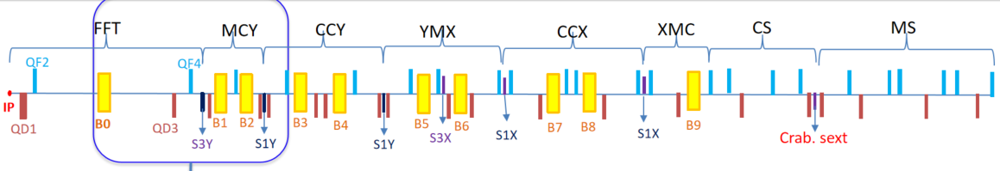 FFT MCY CCY YMX CCX XMC CS MS
QF2 QF4
IP
QD1 B0 QD3 B1 B2 B3 B4 B5 B6 B7 B8 B9
S3Y S1Y S1Y S3X S1X S1X Crab. sext